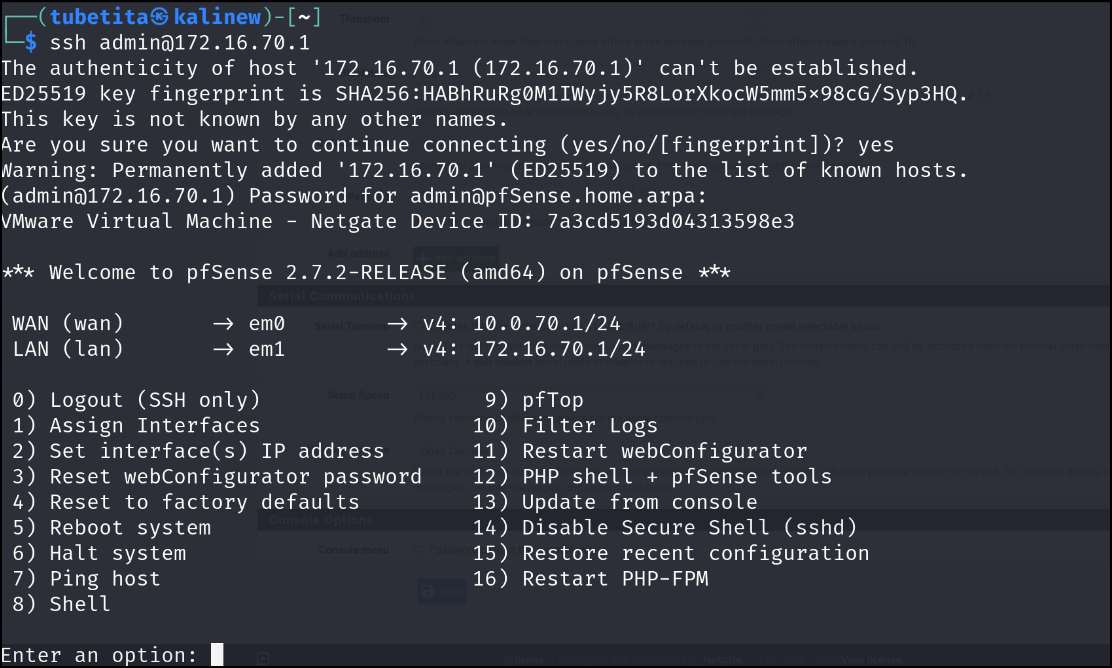 ┌──(tubetita㉿kalinew)-[~]
└─$ ssh admin@172.16.70.1
The authenticity of host '172.16.70.1 (172.16.70.1)' can't be established.
ED25519 key fingerprint is SHA256:HABhRuRg0M1IWyjy5R8LorXkocW5mm5×98cG/Syp3HQ.
This key is not known by any other names.
Are you sure you want to continue connecting (yes/no/[fingerprint])? yes
Warning: Permanently added '172.16.70.1' (ED25519) to the list of known hosts.
(admin@172.16.70.1) Password for admin@pfSense.home.arpa:
VMware Virtual Machine - Netgate Device ID: 7a3cd5193d04313598e3
*** Welcome to pfSense 2.7.2-RELEASE (amd64) on pfSense ***
WAN (wan) → em0 → v4: 10.0.70.1/24
LAN (lan) → em1 → v4: 172.16.70.1/24
0) Logout (SSH only) 9) pfTop
1) Assign Interfaces 10) Filter Logs
2) Set interface(s) IP address 11) Restart webConfigurator
3) Reset webConfigurator password 12) PHP shell + pfSense tools
4) Reset to factory defaults 13) Update from console
5) Reboot system 14) Disable Secure Shell (sshd)
6) Halt system 15) Restore recent configuration
7) Ping host 16) Restart PHP-FPM
8) Shell
Enter an option: